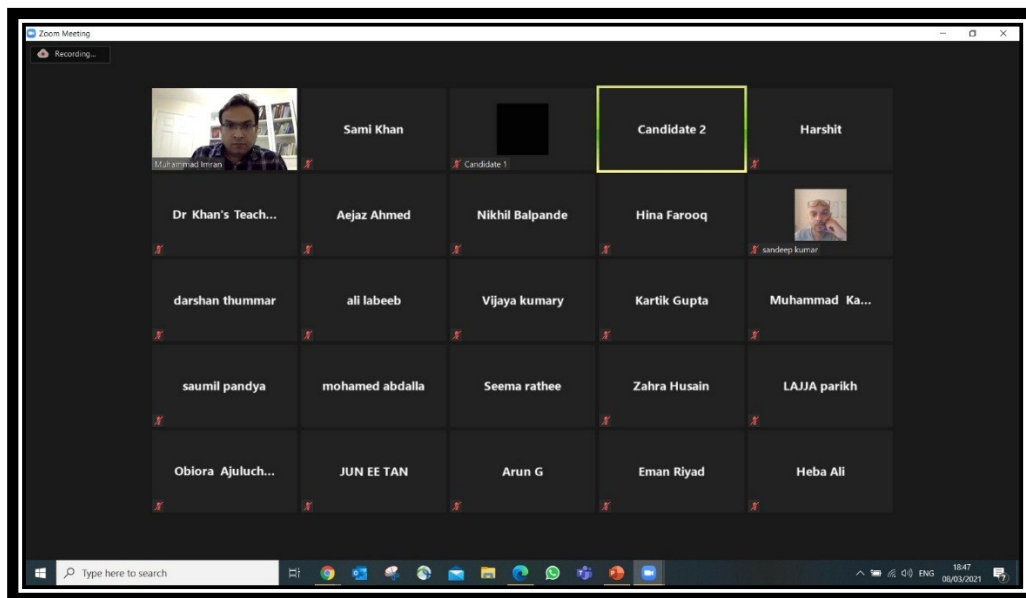 Zoom Meeting
Recording...
Muhammad Imran
Sami Khan
Candidate 1
Candidate 2
Harshit
Dr Khan's Teach...
Aejaz Ahmed
Nikhil Balpande
Hina Farooq
sandeep kumar
darshan thummar
ali labeeb
Vijaya kumary
Kartik Gupta
Muhammad Ka...
saumil pandya
mohamed abdalla
Seema rathee
Zahra Husain
LAJJA parikh
Obiora Ajuluch...
JUN EE TAN
Arun G
Eman Riyad
Heba Ali
Type here to search
ENG
18:47
08/03/2021